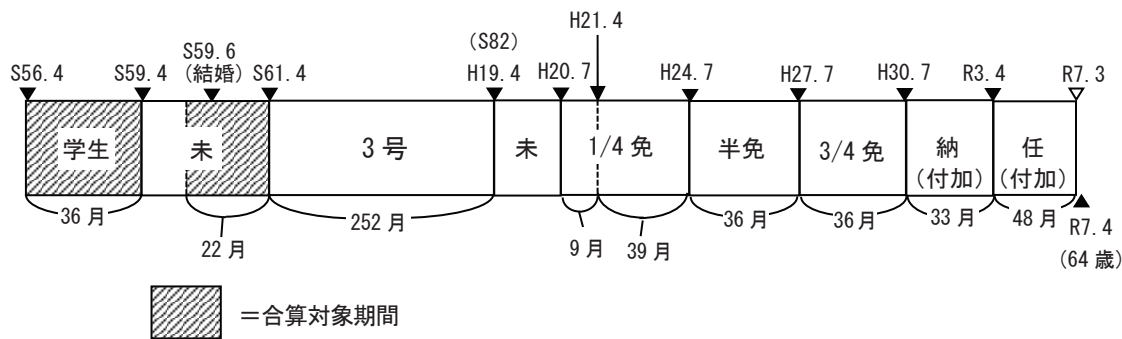 H21.4
S59.6
(S82)
S56.4
S59.4
(結婚)
S61.4
H19.4
H20.7
H24.7
H27.7
H30.7
R3.4
R7.3
学生
未
3号
未
1/4免
半免
3/4免
納
(付加)
任
(付加)
36月
22月
252月
9月
39月
36月
36月
33月
48月
R7.4
(64歳)
=合算対象期間